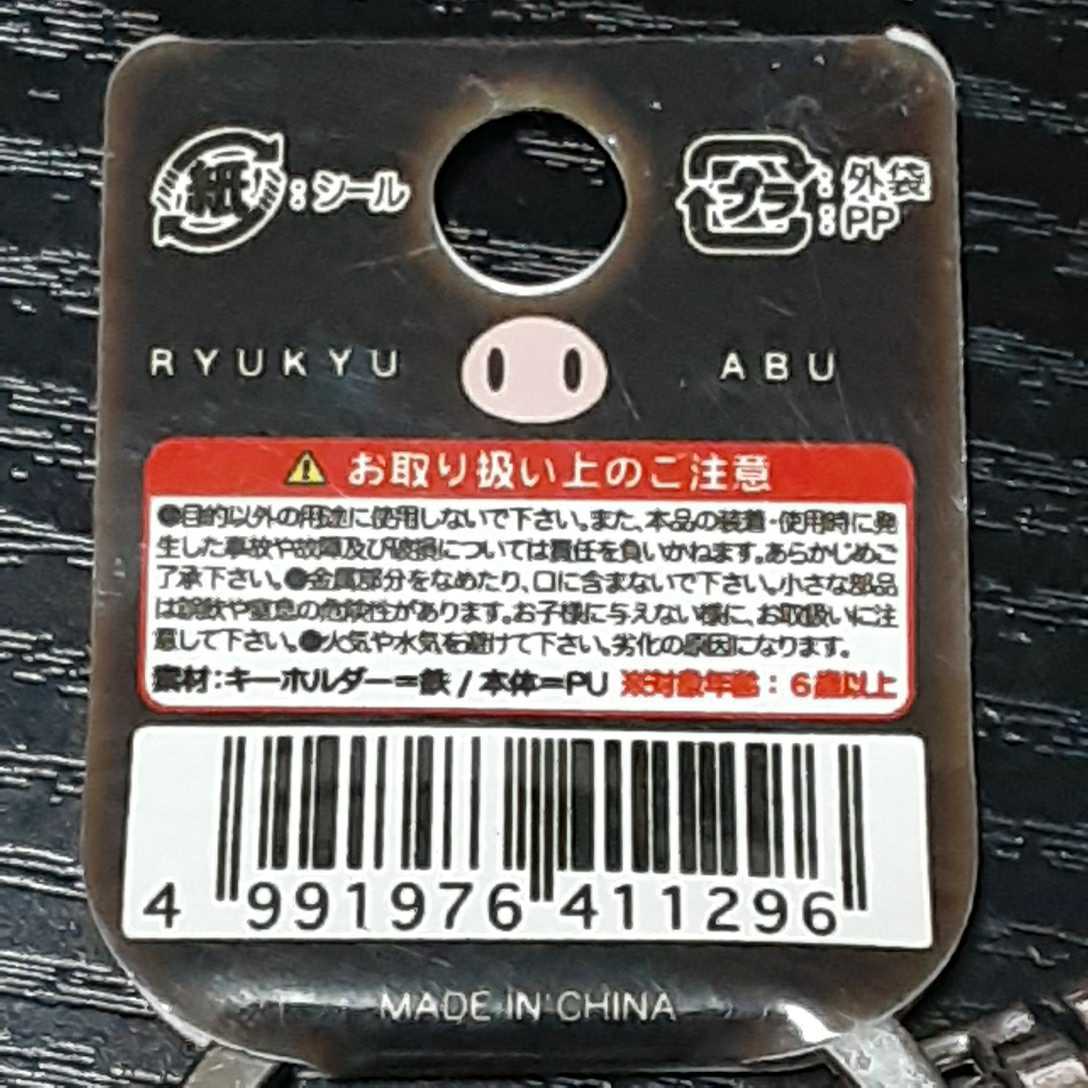 紙:シール
プラ:外袋
:PP
RYUKYU ABU
お取り扱い上のご注意
●目的以外の用途に使用しないで下さい。また、本品の装着・使用時に発
生した事故や故障及び破損については責任を負いかねます。あらかじめご
了承下さい。●金属部分をなめたり、口に含まないで下さい。小さな部品
は誤飲や窒息の危険性があります。お子様に与えない様に、お取扱いに注
意して下さい。●火気や水気を避けて下さい。劣化の原因になります。
素材:キーホルダー=鉄 / 本体=PU ※対象年齢:6歳以上
4 991976 411296
MADE IN CHINA